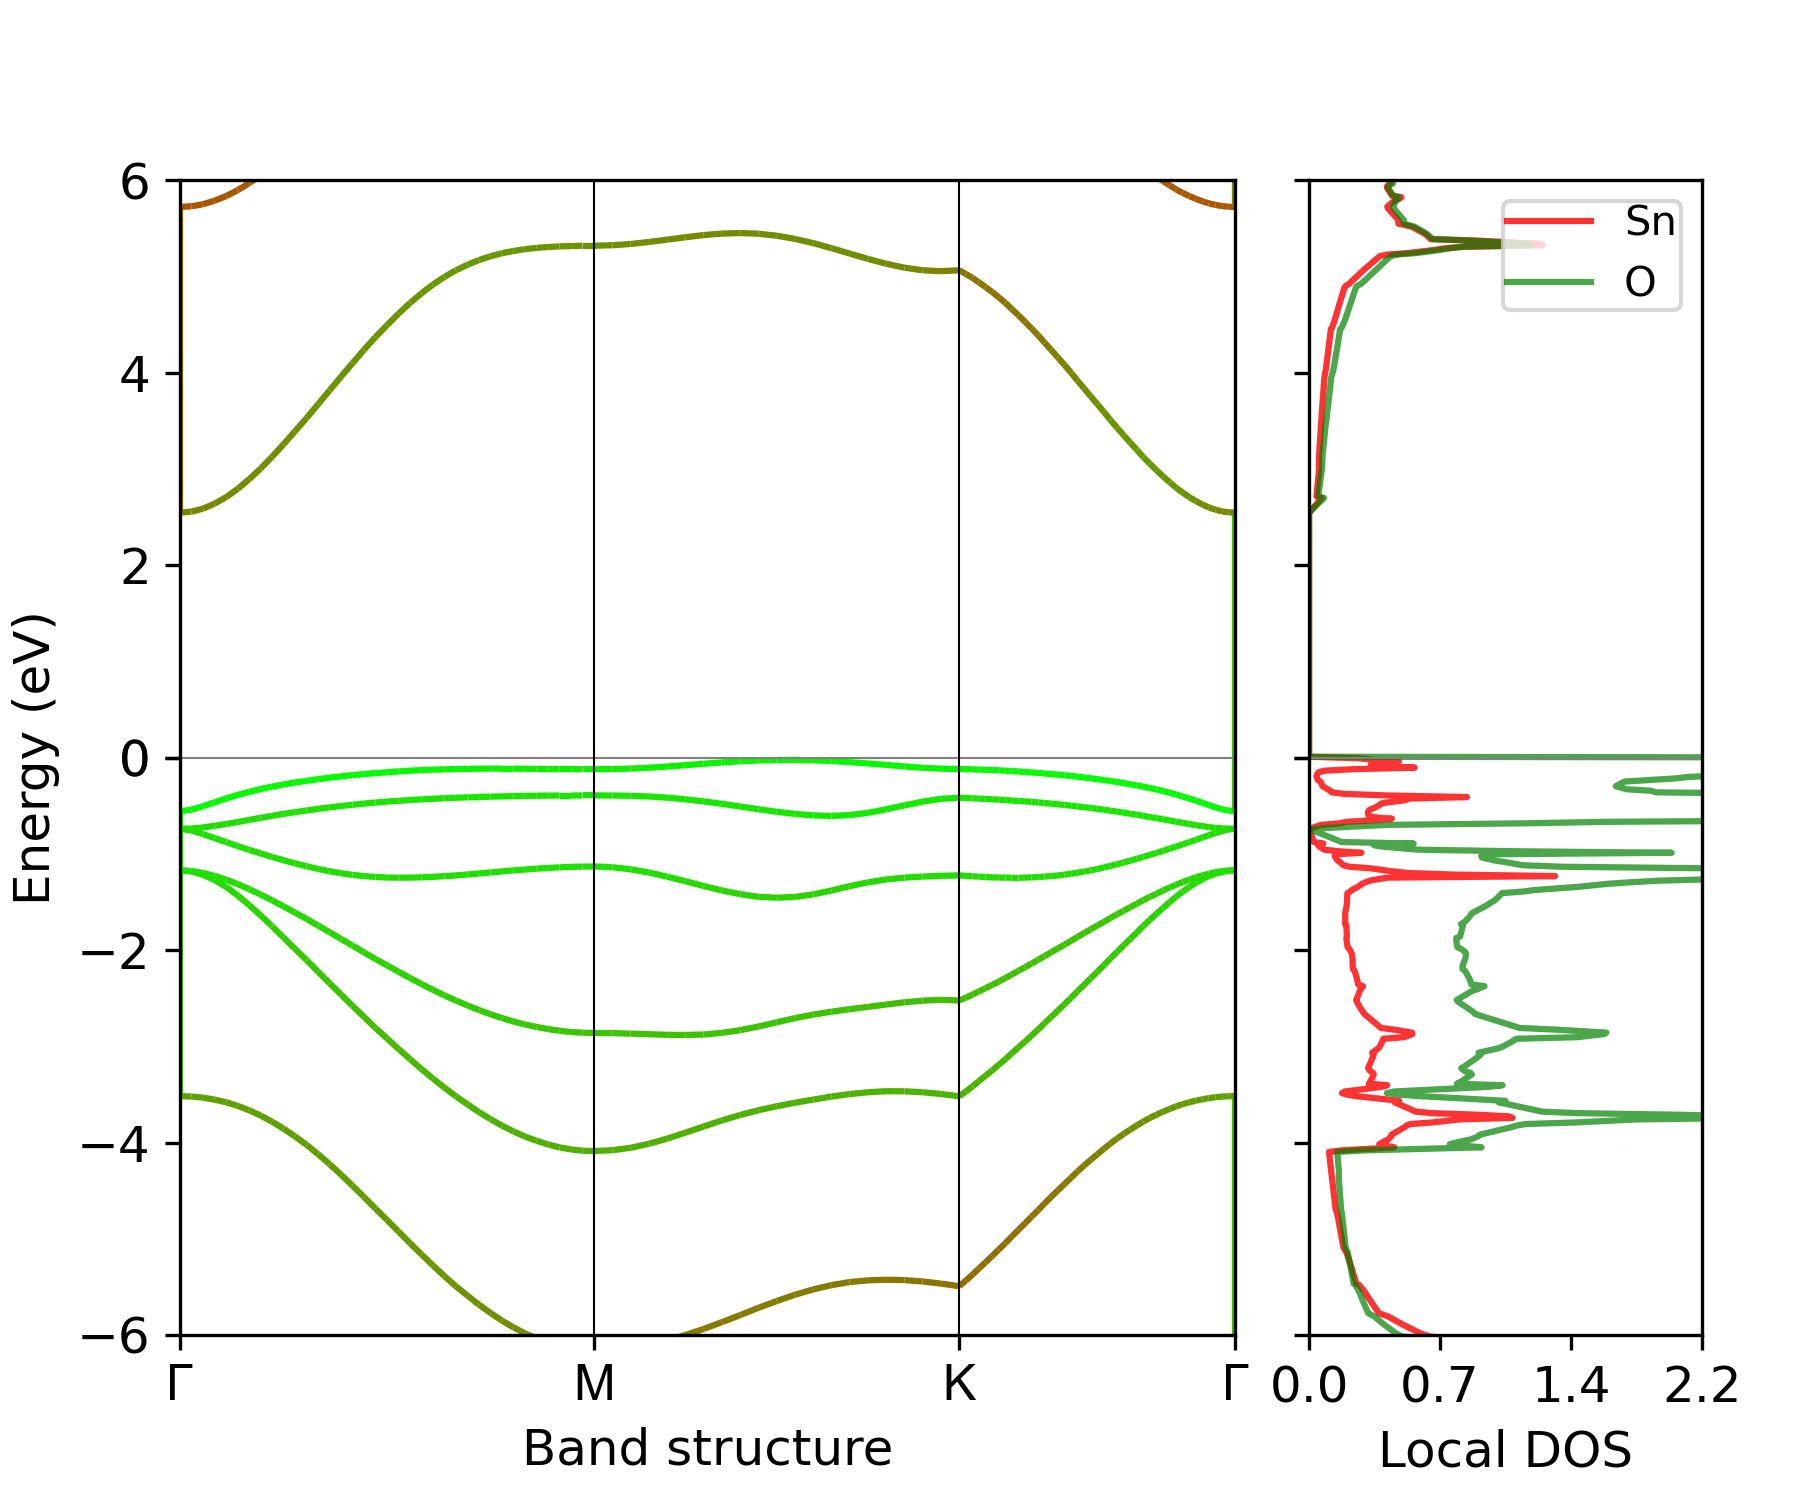 Energy (eV)
6
4
2
0
−2
−4
−6
Γ M K Γ
Band structure
Sn
O
0.0 0.7 1.4 2.2
Local DOS